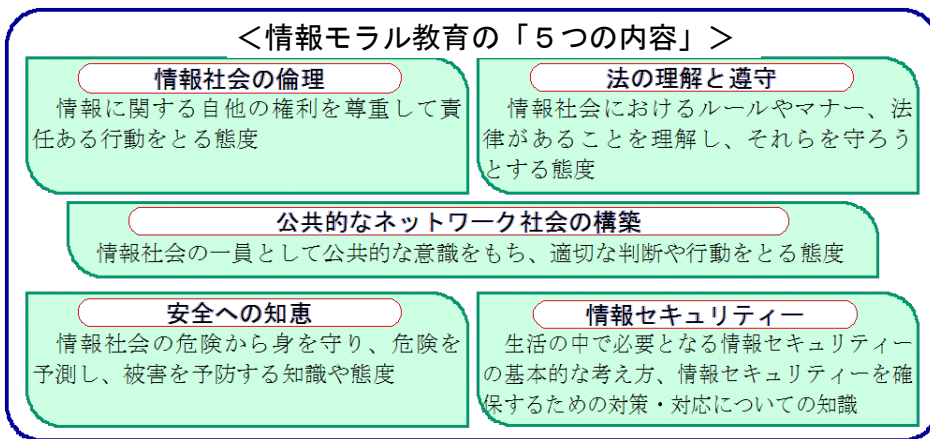 ＜情報モラル教育の「５つの内容」＞
情報社会の倫理
情報に関する自他の権利を尊重して責
任ある行動をとる態度
法の理解と遵守
情報社会におけるルールやマナー、法
律があることを理解し、それらを守ろう
とする態度
公共的なネットワーク社会の構築
情報社会の一員として公共的な意識をもち、適切な判断や行動をとる態度
安全への知恵
情報社会の危険から身を守り、危険を
予測し、被害を予防する知識や態度
情報セキュリティー
生活の中で必要となる情報セキュリティー
の基本的な考え方、情報セキュリティーを確
保するための対策・対応についての知識